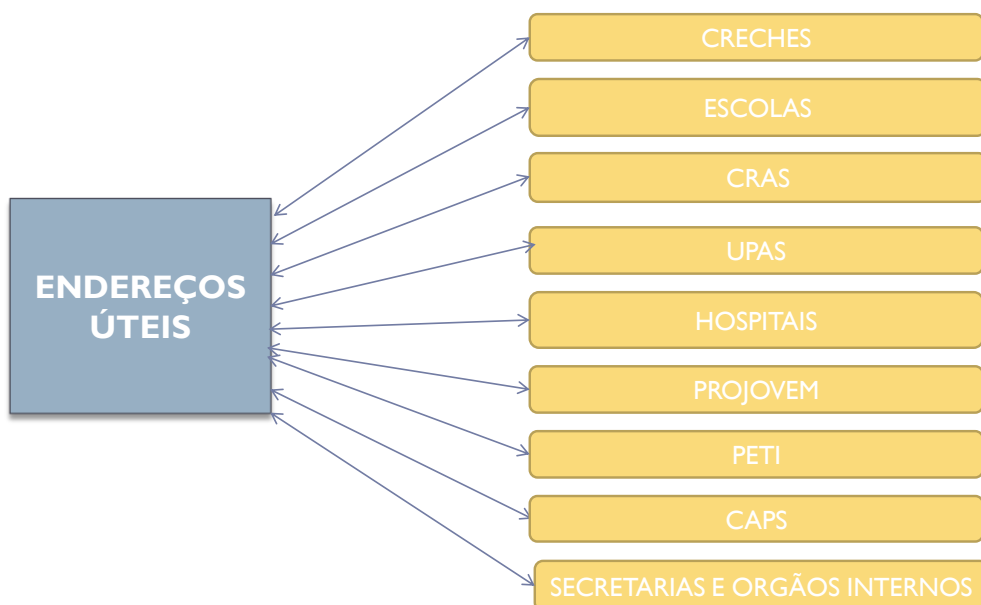 CRECHES
ESCOLAS
CRAS
UPAS
HOSPITAIS
PROJOVEM
PETI
CAPS
SECRETARIAS E ORGÃOS INTERNOS
ENDEREÇOS
ÚTEIS